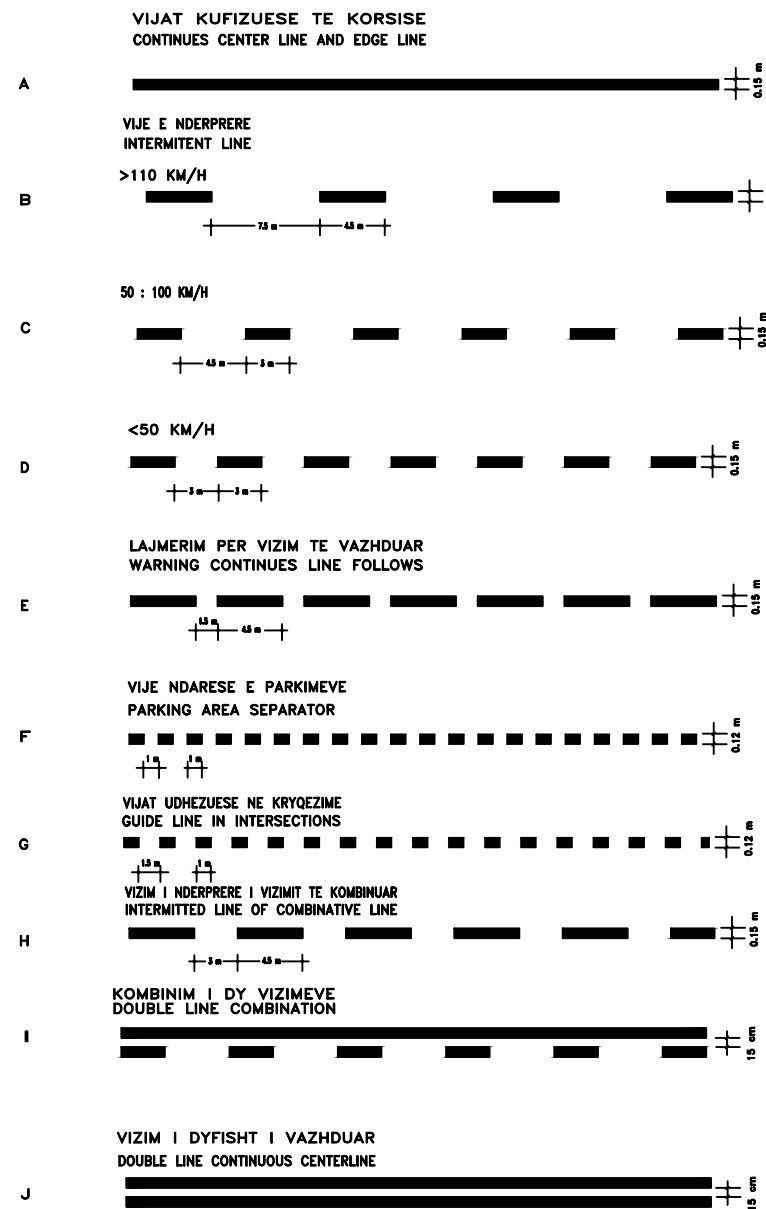 VIJAT KUFIZUESE TE KORSISE
CONTINUES CENTER LINE AND EDGE LINE
A
0.15 m
VIJE E NDERPRERE
INTERMITENT LINE
>110 KM/H
B
7.5 m
4.5 m
50 : 100 KM/H
C
0.15 m
4.5 m
3 m
<50 KM/H
D
0.15 m
3 m
3 m
LAJMERIM PER VIZIM TE VAZHDUAR
WARNING CONTINUES LINE FOLLOWS
E
0.15 m
1.5 m
4.5 m
VIJE NDARESE E PARKIMEVE
PARKING AREA SEPARATOR
F
0.12 m
1 m
1 m
VIJAT UDHEZUESE NE KRYQEZIME
GUIDE LINE IN INTERSECTIONS
G
0.12 m
1.5 m
1 m
VIZIM I NDERPRERE I VIZIMIT TE KOMBINUAR
INTERMITTED LINE OF COMBINATIVE LINE
H
0.15 m
3 m
4.5 m
KOMBINIM I DY VIZIMEVE
DOUBLE LINE COMBINATION
I
15 cm
VIZIM I DYFISHT I VAZHDUAR
DOUBLE LINE CONTINUOUS CENTERLINE
J
15 cm